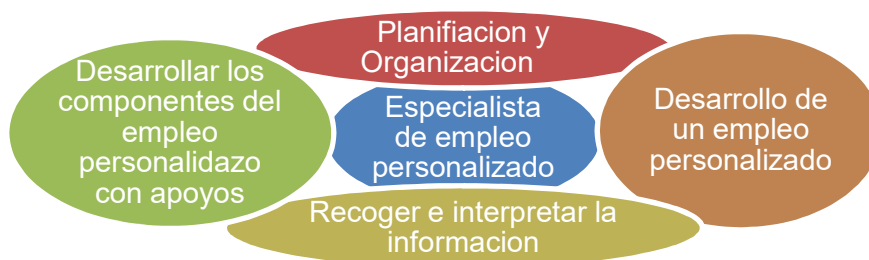 Planifiacion y
Organizacion
Desarrollar los
componentes del
empleo
personalidazo
con apoyos
Especialista
de empleo
personalizado
Desarrollo de
un empleo
personalizado
Recoger e interpretar la
informacion